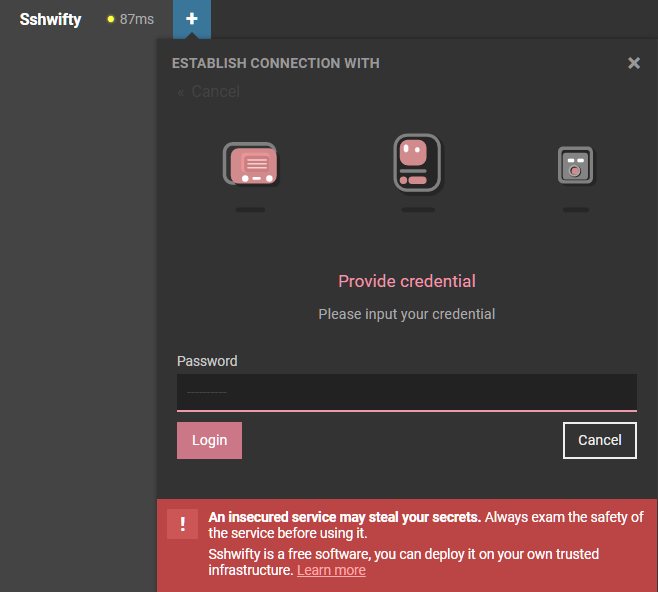 Sshwifty 87ms +
ESTABLISH CONNECTION WITH ×
« Cancel
Provide credential
Please input your credential
Password
Login Cancel
! An insecured service may steal your secrets. Always exam the safety of
the service before using it.
Sshwifty is a free software, you can deploy it on your own trusted
infrastructure. Learn more